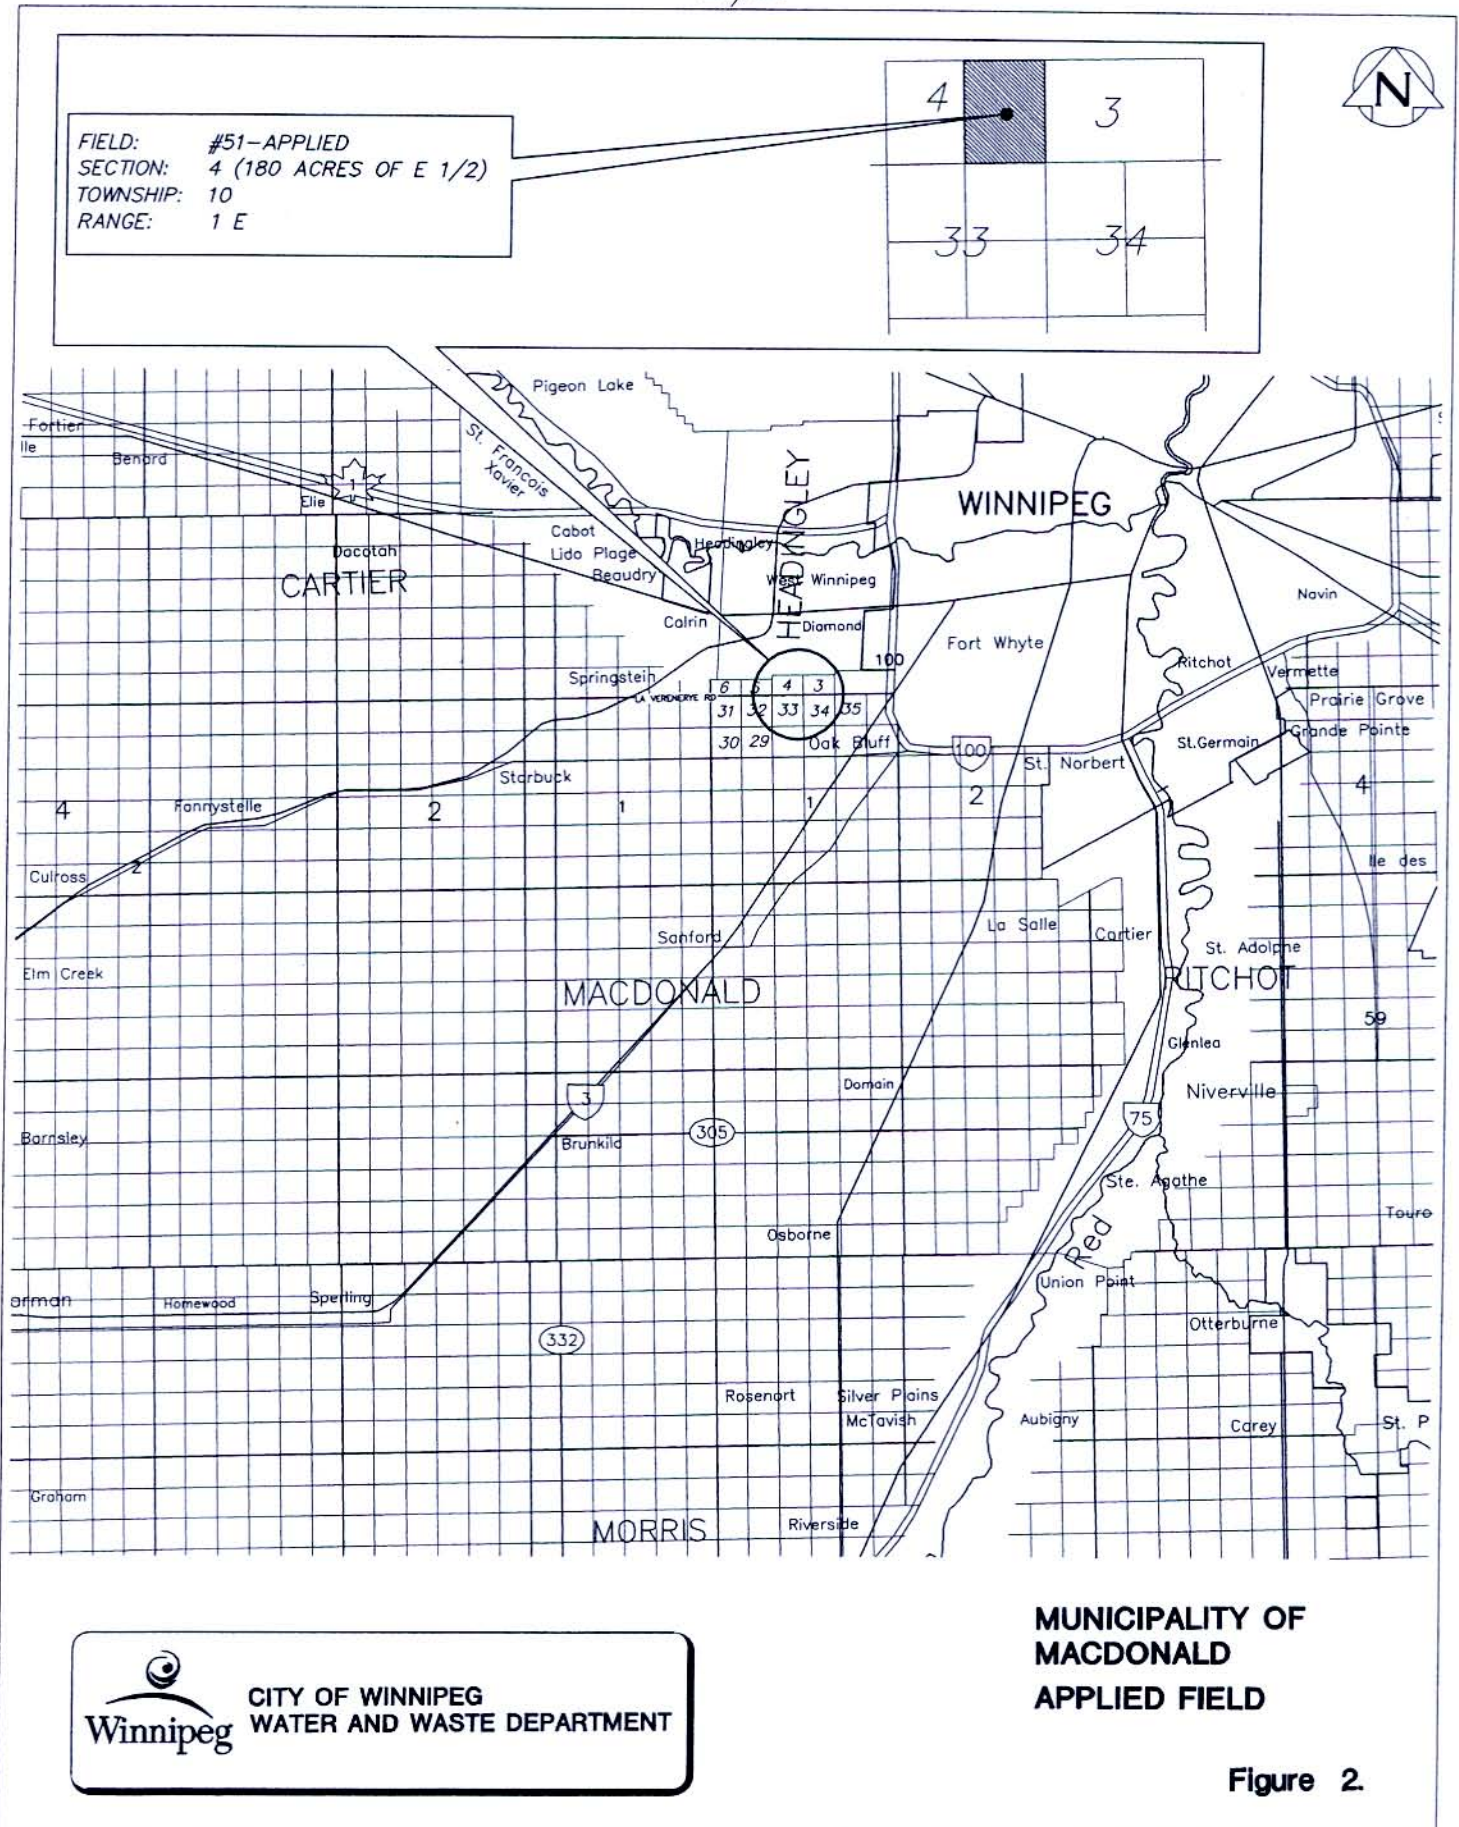 N
4
3
33
34
FIELD: #51-APPLIED
SECTION: 4 (180 ACRES OF E 1/2)
TOWNSHIP: 10
RANGE: 1 E
Pigeon Lake
Fortier
lle
Benard
St. Francois
Xavier
1
Elie
HEADINGLEY
WINNIPEG
Cabot
Headingley
Dacotah
Lido Plage
CARTIER
Beaudry
West Winnipeg
Navin
Calrin
Diamond
Fort Whyte
100
Ritchot
Vermette
Springstein
6 5 4 3
LA VERENERYE RD
Prairie Grove
31 32 33 34 35
30 29
Oak Bluff
100
St.Germain
Grande Pointe
Starbuck
St. Norbert
4
Fannystelle
2
1
1
2
4
Culross
2
Ile des
Sanford
La Salle
Cartier
St. Adolphe
Elm Creek
MACDONALD
RITCHOT
59
Glenlea
Domain
Niverville
3
75
Barnsley
Brunkild
305
Ste. Agathe
Touro
Osborne
Red
Union Point
arman
Homewood
Sperling
Otterburne
332
Rosenort
Silver Plains
McTavish
Aubigny
Carey
St. P
Graham
MORRIS
Riverside
MUNICIPALITY OF
MACDONALD
APPLIED FIELD
Winnipeg
CITY OF WINNIPEG
WATER AND WASTE DEPARTMENT
Figure 2.